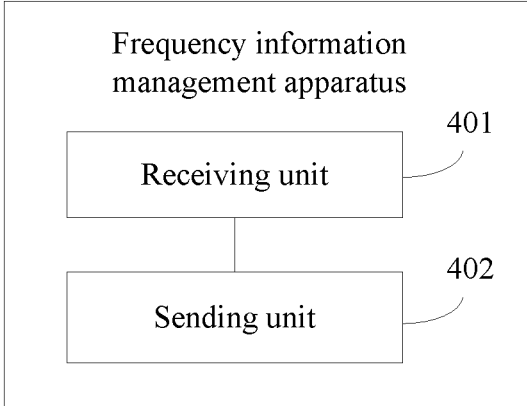 Frequency information
management apparatus
401
Receiving unit
402
Sending unit